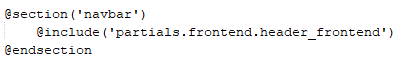 @section('navbar')
    @include('partials.frontend.header_frontend')
@endsection